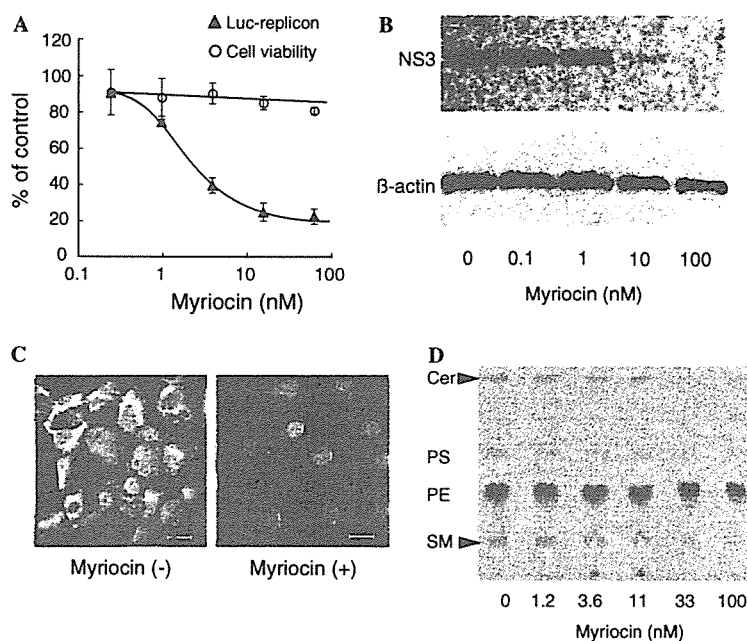 A
Luc-replicon
Cell viability
% of control
120
100
80
60
40
20
0
0.1
1
10
100
Myriocin (nM)
B
NS3
ß-actin
0 0.1 1 10 100
Myriocin (nM)
C
Myriocin (-)
Myriocin (+)
D
Cer
PS
PE
SM
0 1.2 3.6 11 33 100
Myriocin (nM)